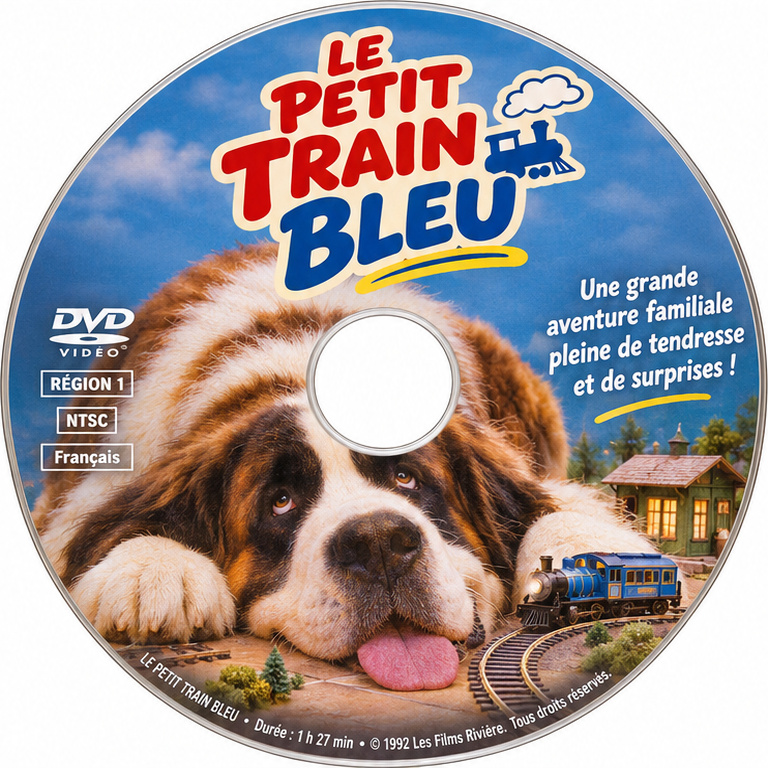 LE
PETIT
TRAIN
BLEU
Une grande
aventure familiale
pleine de tendresse
et de surprises !
DVD
VIDÉO
RÉGION 1
NTSC
Français
LE PETIT TRAIN BLEU • Durée : 1 h 27 min • © 1992 Les Films Rivière. Tous droits réservés.